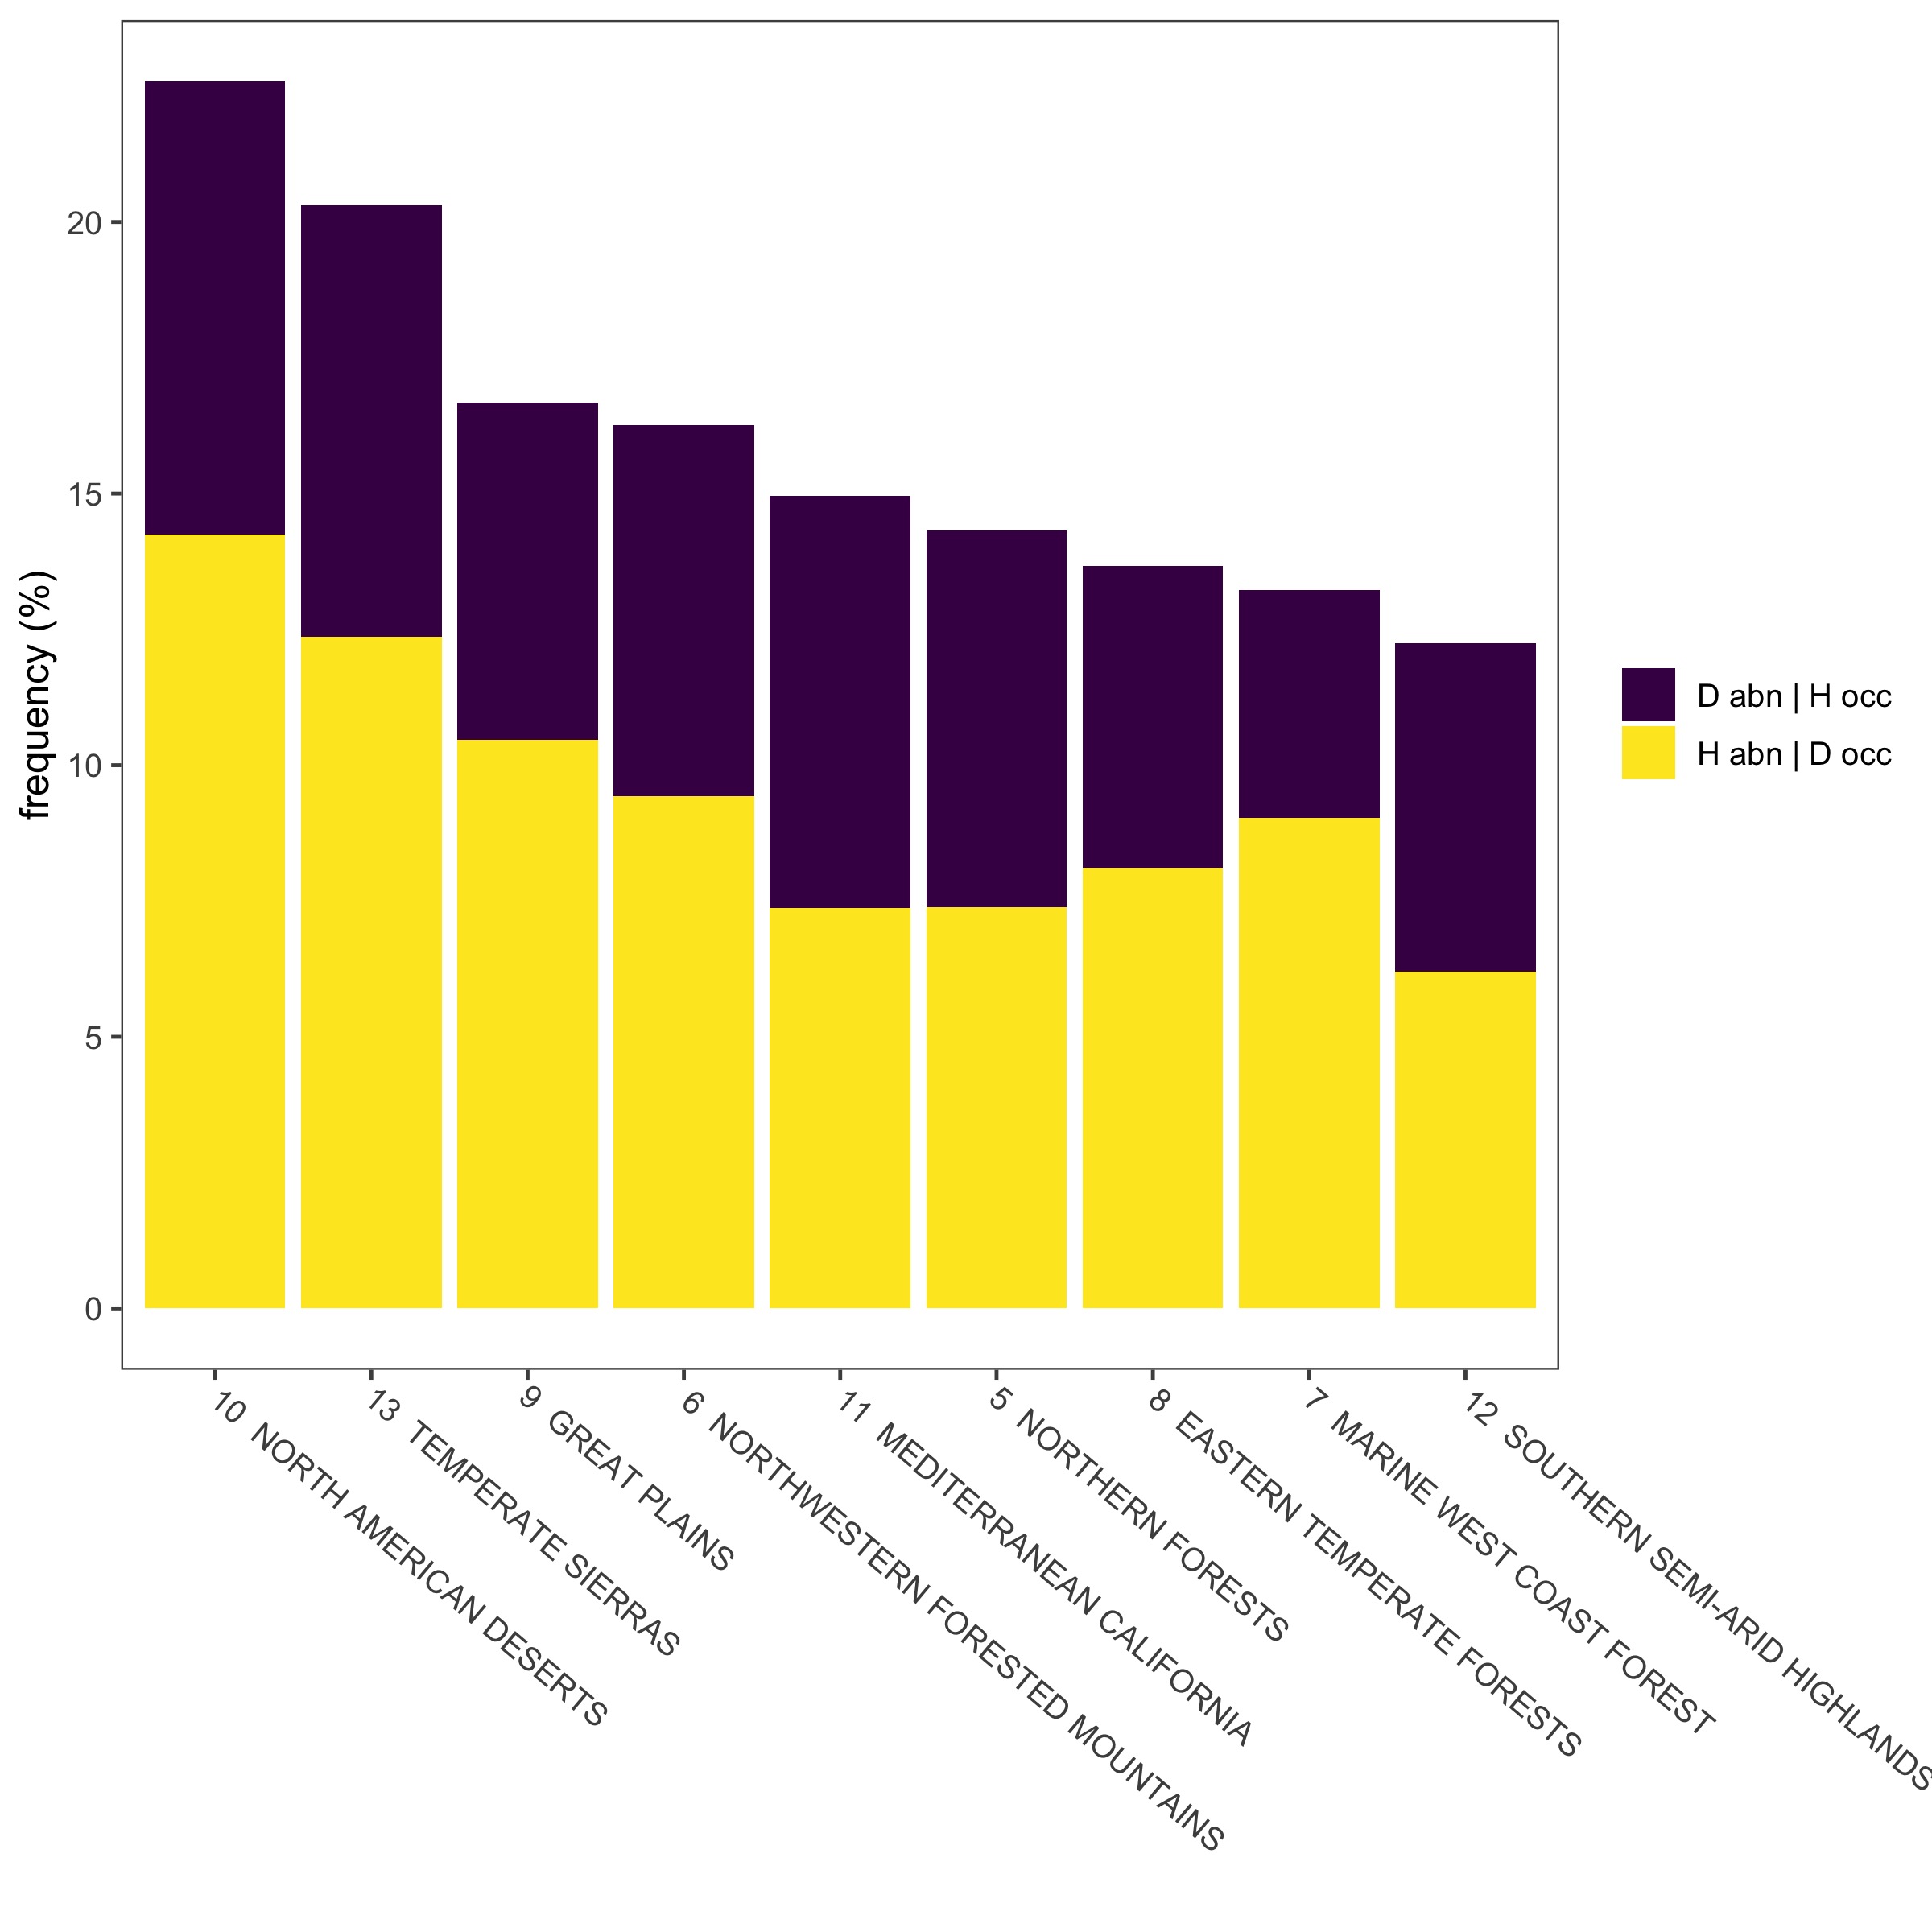 frequency (%)
20
15
10
5
0
10 NORTH AMERICAN DESERTS
13 TEMPERATE SIERRAS
9 GREAT PLAINS
6 NORTHWESTERN FORESTED MOUNTAINS
11 MEDITERRANEAN CALIFORNIA
5 NORTHERN FORESTS
8 EASTERN TEMPERATE FORESTS
7 MARINE WEST COAST FOREST
12 SOUTHERN SEMI-ARID HIGHLANDS
D abn | H occ
H abn | D occ